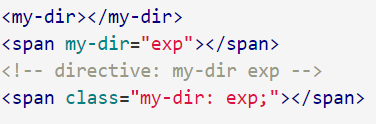 <my-dir></my-dir>
<span my-dir="exp"></span>
<!-- directive: my-dir exp -->
<span class="my-dir: exp;"></span>